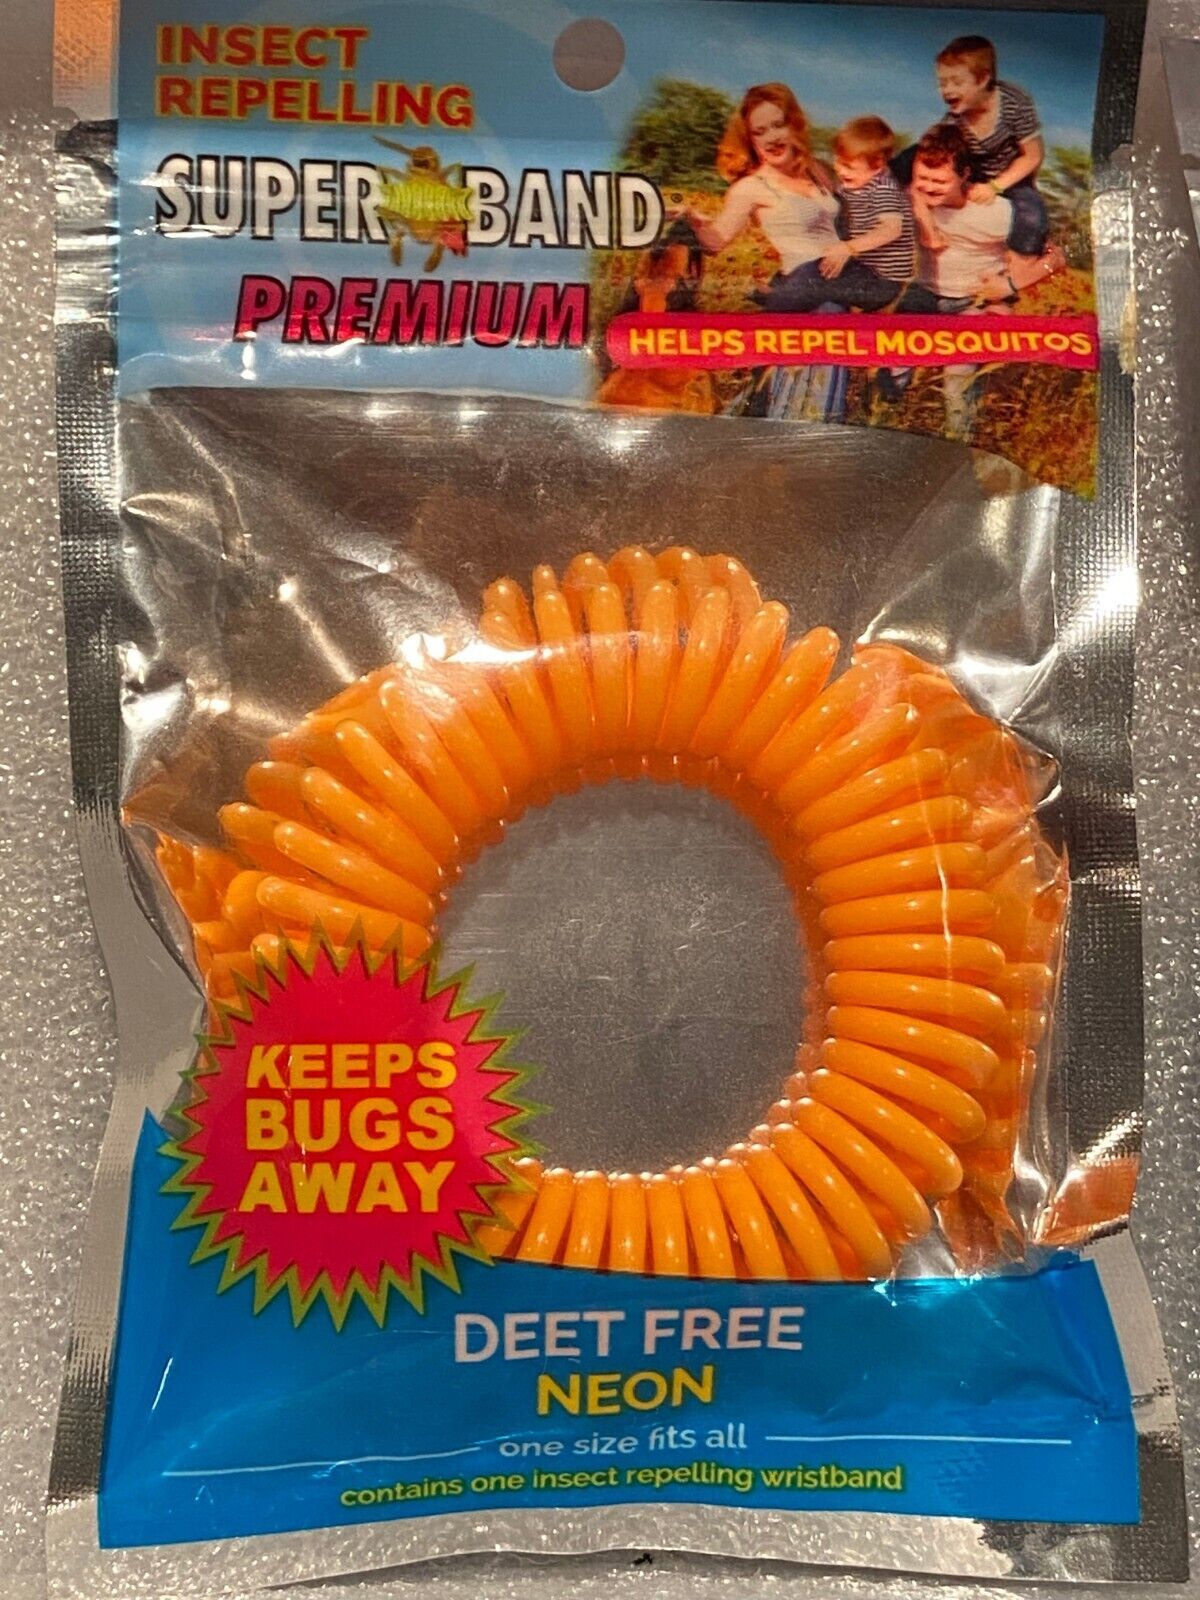 INSECT
REPELLING
SUPER BAND®
PREMIUM
HELPS REPEL MOSQUITOS
KEEPS
BUGS
AWAY
DEET FREE
NEON
one size fits all
contains one insect repelling wristband